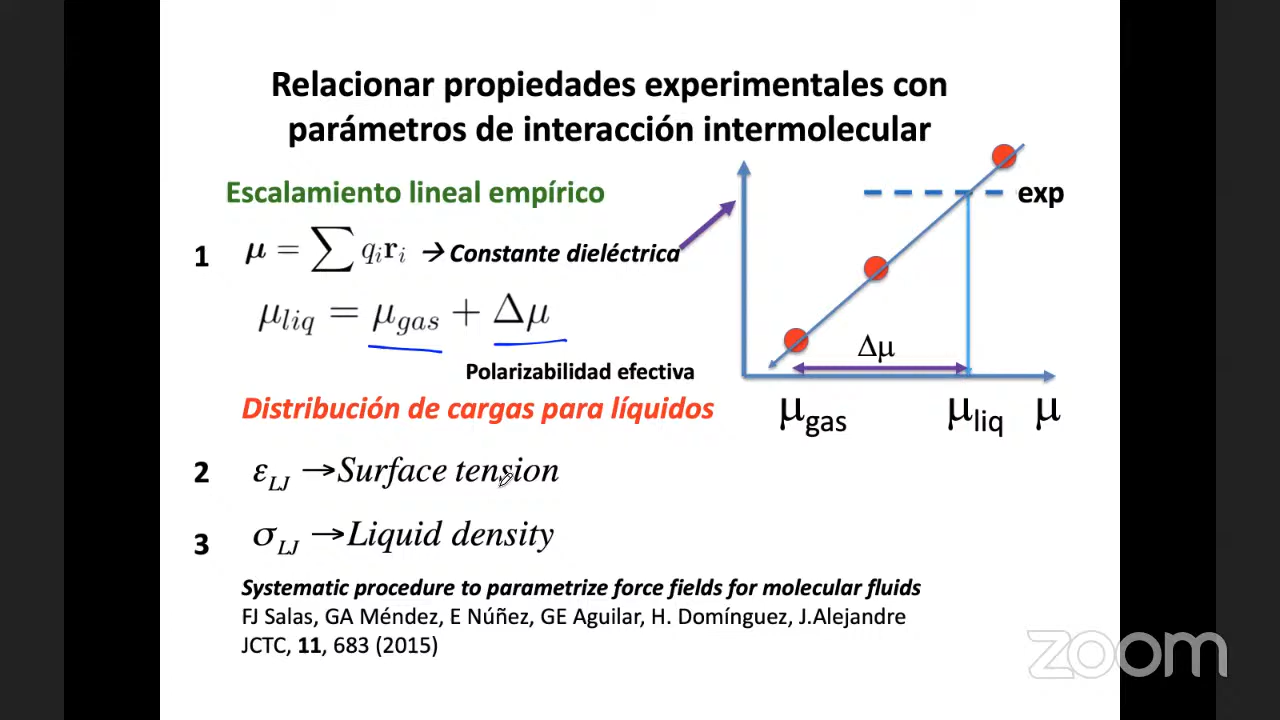 Relacionar propiedades experimentales con
parámetros de interacción intermolecular
Escalamiento lineal empírico
1 μ = ∑ qᵢrᵢ → Constante dieléctrica
μ_liq = μ_gas + Δμ
Polarizabilidad efectiva
Distribución de cargas para líquidos
2 ε_LJ → Surface tension
3 σ_LJ → Liquid density
Systematic procedure to parametrize force fields for molecular fluids
FJ Salas, GA Méndez, E Núñez, GE Aguilar, H. Domínguez, J.Alejandre
JCTC, 11, 683 (2015)
exp
Δμ
μ_gas μ_liq μ
zoom